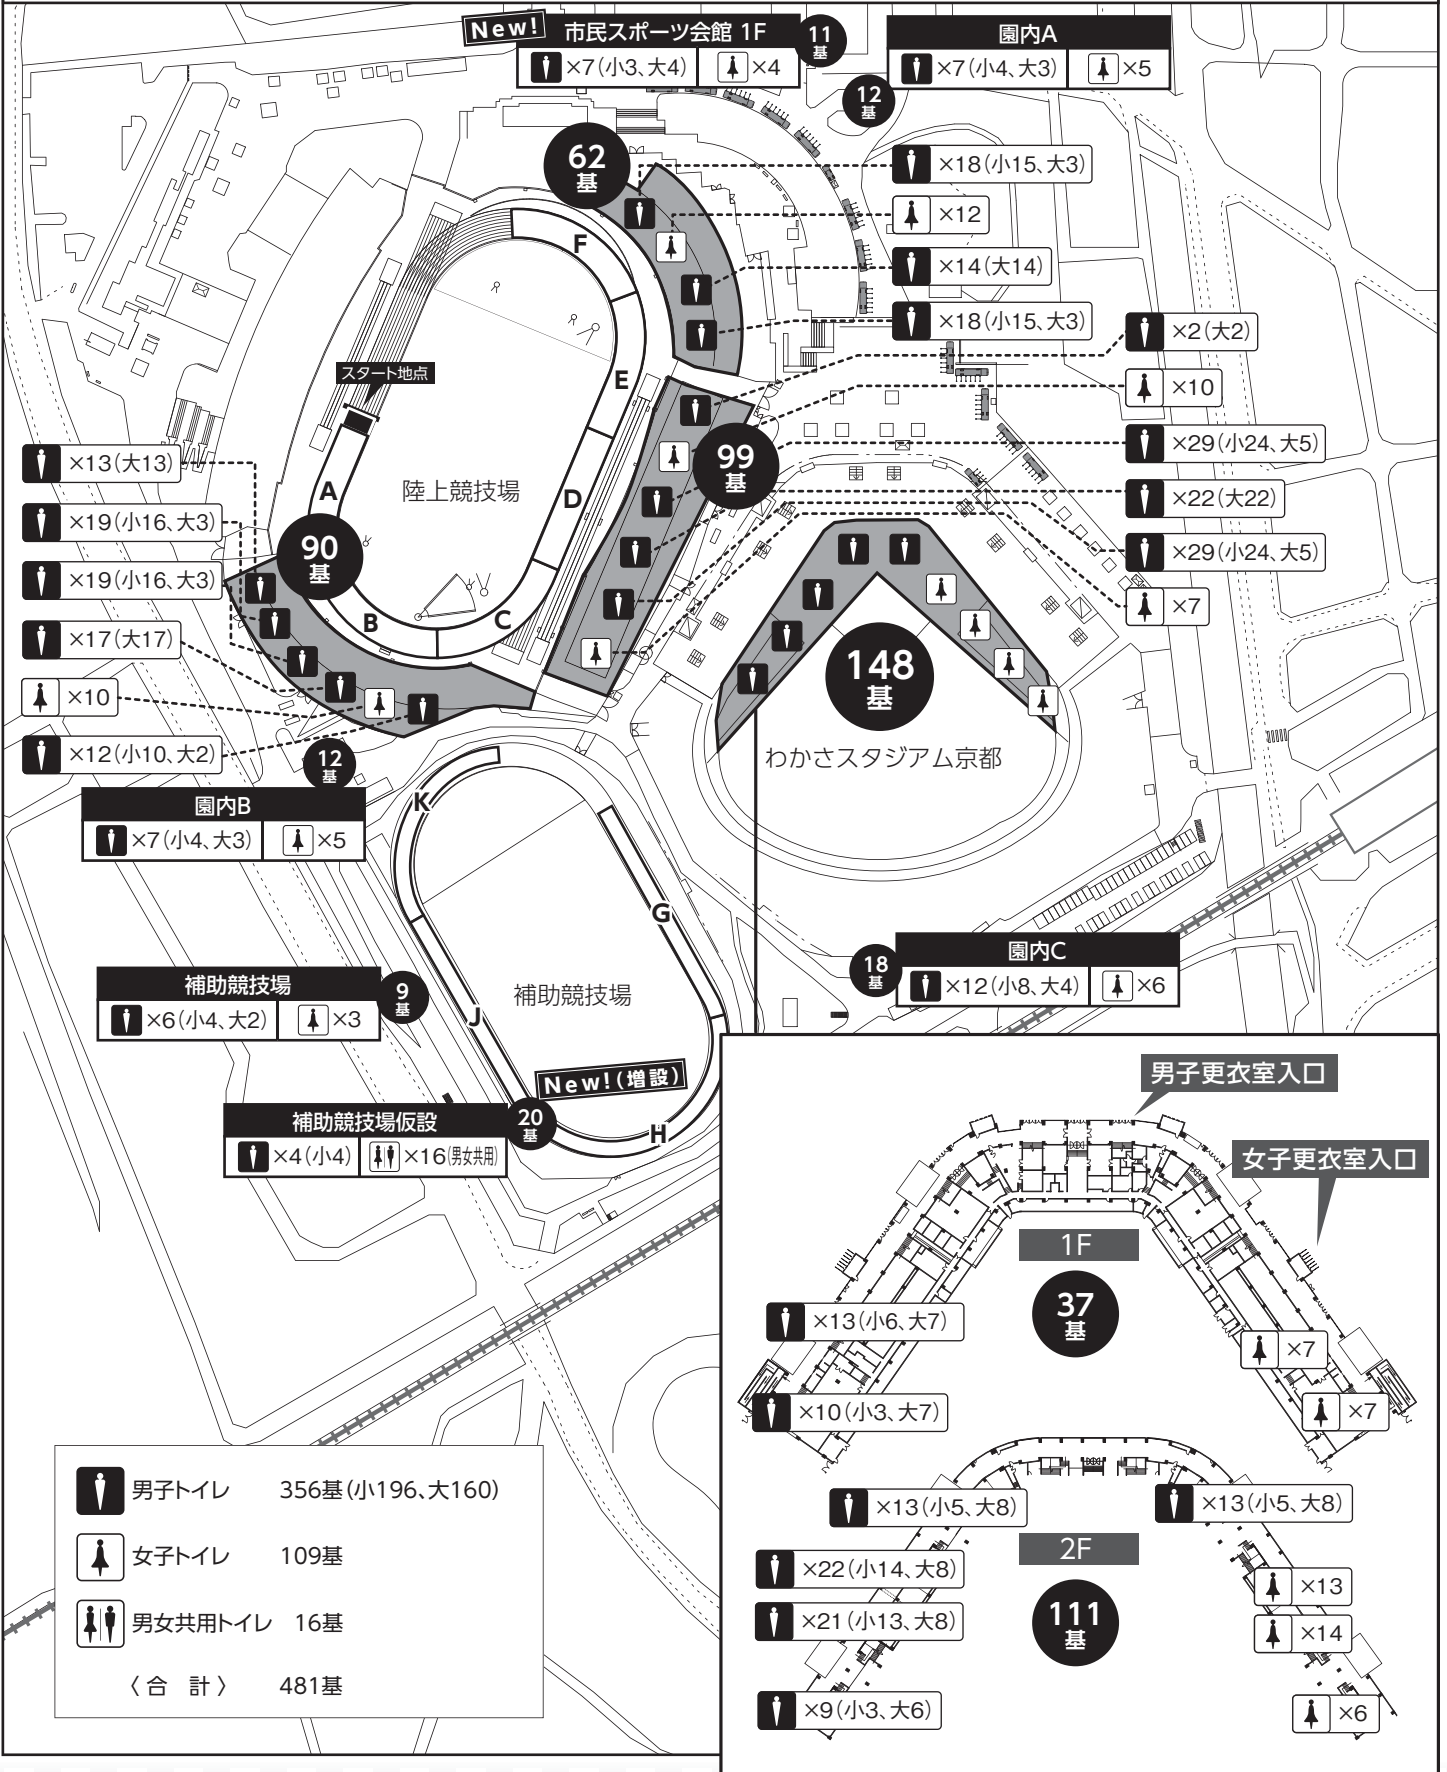 New!
市民スポーツ会館 1F
×7(小3、大4)
×4
11基
園内A
×7(小4、大3)
×5
12基
62基
×18(小15、大3)
×12
×14(大14)
×18(小15、大3)
×2(大2)
×10
×29(小24、大5)
×22(大22)
×29(小24、大5)
×7
99基
F
E
D
C
B
A
スタート地点
陸上競技場
×13(大13)
×19(小16、大3)
×19(小16、大3)
×17(大17)
×10
×12(小10、大2)
90基
148基
わかさスタジアム京都
12基
園内B
×7(小4、大3)
×5
K
G
J
H
補助競技場
補助競技場
×6(小4、大2)
×3
9基
18基
園内C
×12(小8、大4)
×6
New!(増設)
補助競技場仮設
×4(小4)
×16(男女共用)
20基
男子更衣室入口
女子更衣室入口
1F
37基
×13(小6、大7)
×10(小3、大7)
×7
×7
×13(小5、大8)
×13(小5、大8)
2F
111基
×22(小14、大8)
×21(小13、大8)
×9(小3、大6)
×13
×14
×6
男子トイレ 356基(小196、大160)
女子トイレ 109基
男女共用トイレ 16基
〈合 計〉 481基